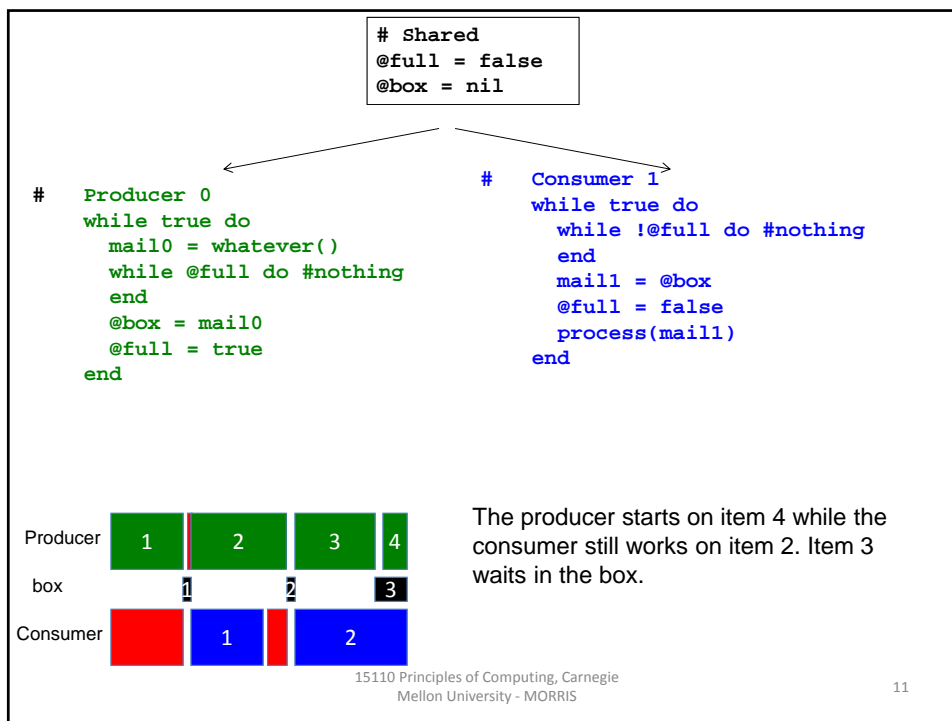 # Shared
@full = false
@box = nil
# Producer 0
while true do
mail0 = whatever()
while @full do #nothing
end
@box = mail0
@full = true
end
# Consumer 1
while true do
while !@full do #nothing
end
mail1 = @box
@full = false
process(mail1)
end
Producer 1 2 3 4
box 1 2 3
Consumer 1 2
The producer starts on item 4 while the
consumer still works on item 2. Item 3
waits in the box.
15110 Principles of Computing, Carnegie
Mellon University - MORRIS
11